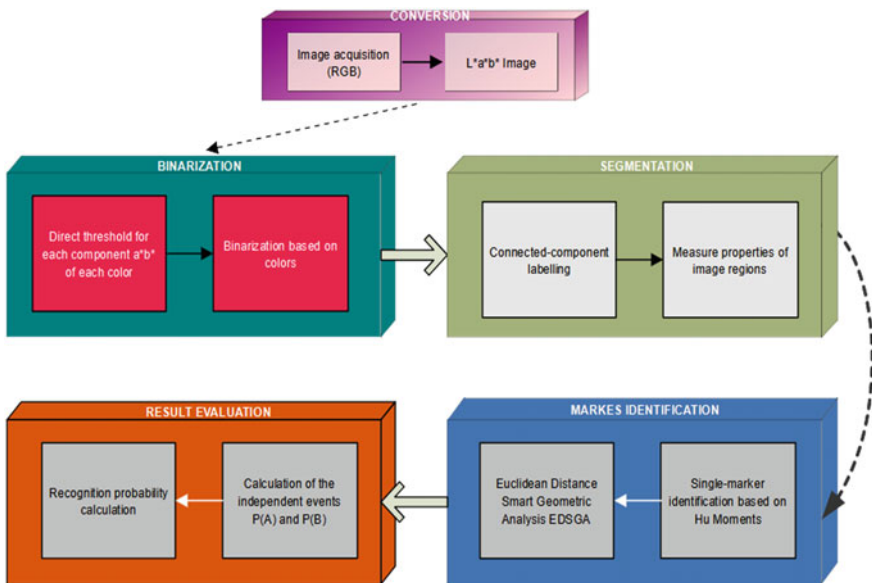 CONVERSION
Image acquisition
(RGB)
L*a*b* Image
BINARIZATION
Direct threshold for
each component a*b*
of each color
Binarization based on
colors
SEGMENTATION
Connected-component
labelling
Measure properties of
image regions
MARKES IDENTIFICATION
Single-marker
identification based on
Hu Moments
Euclidean Distance
Smart Geometric
Analysis EDSGA
RESULT EVALUATION
Calculation of the
independent events
P(A) and P(B)
Recognition probability
calculation